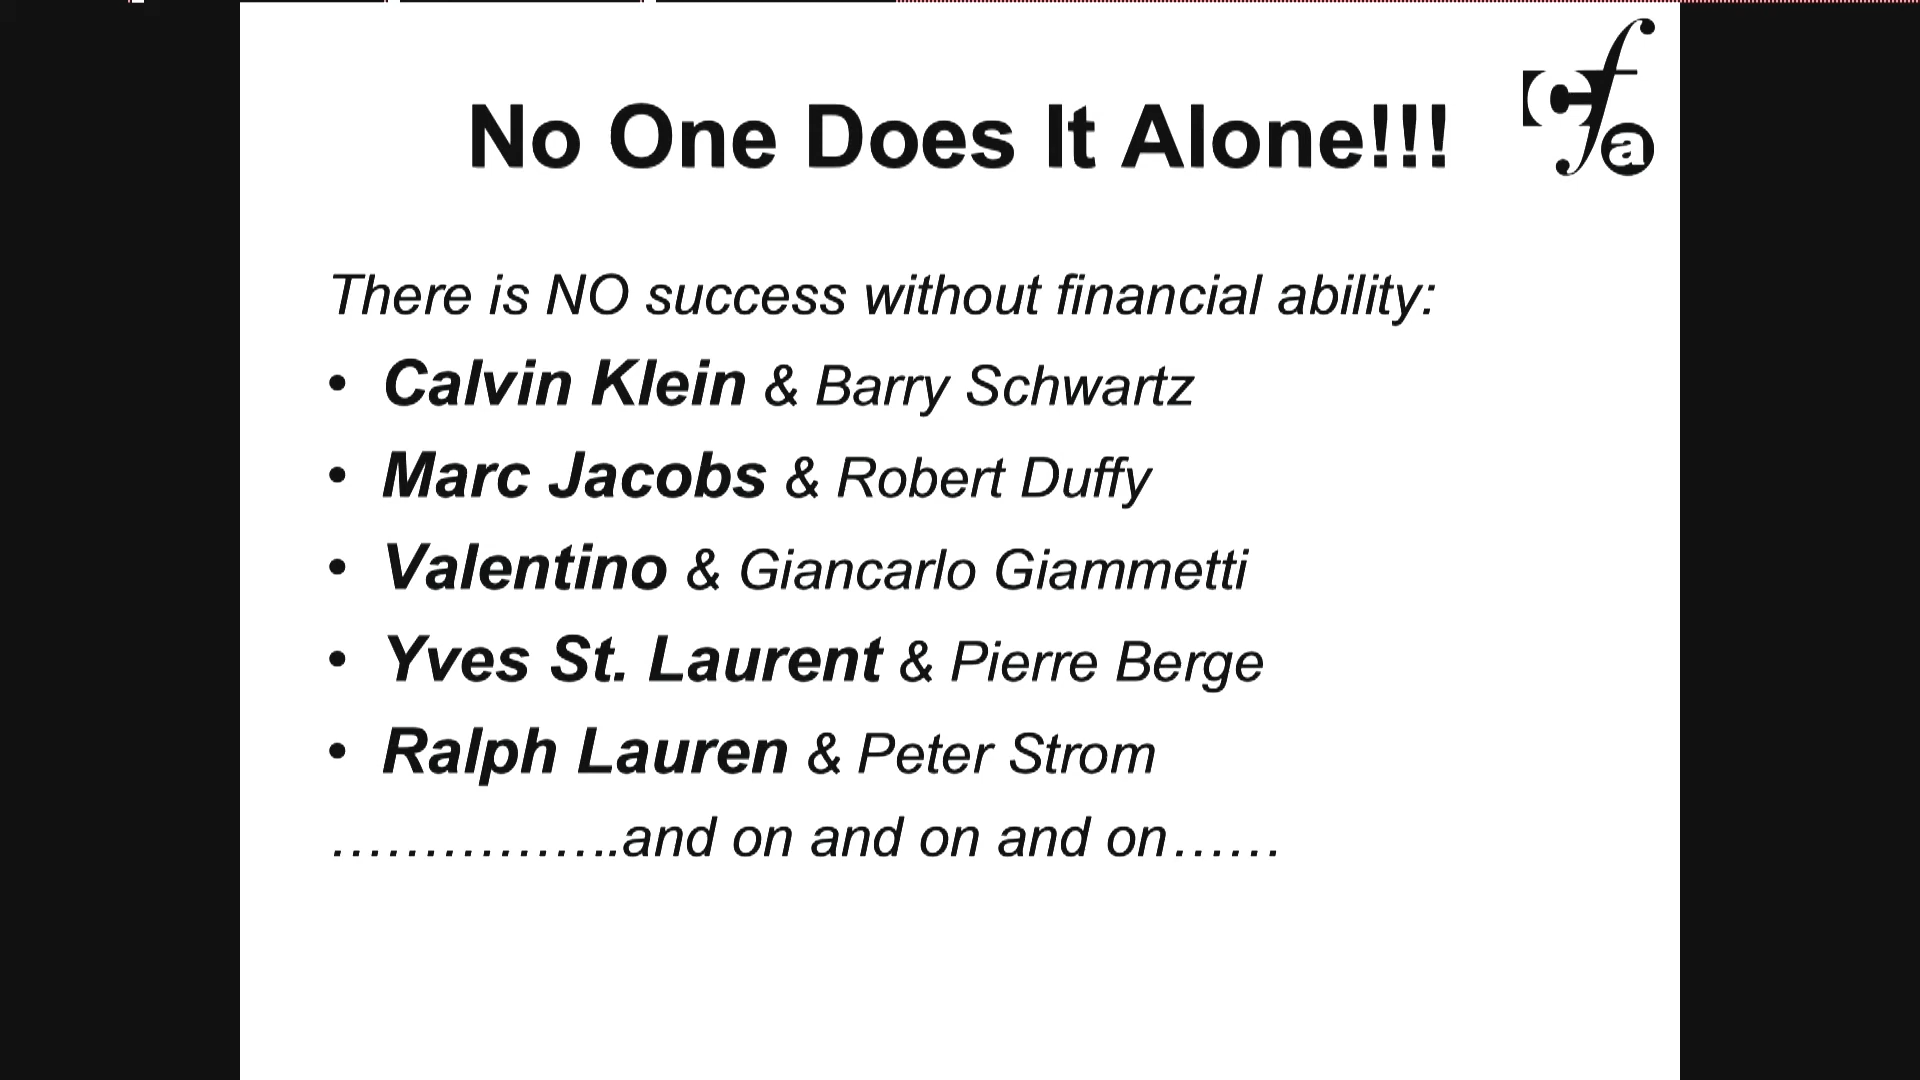 No One Does It Alone!!!
cfa
There is NO success without financial ability:
• Calvin Klein & Barry Schwartz
• Marc Jacobs & Robert Duffy
• Valentino & Giancarlo Giammetti
• Yves St. Laurent & Pierre Berge
• Ralph Lauren & Peter Strom
……………..and on and on and on……